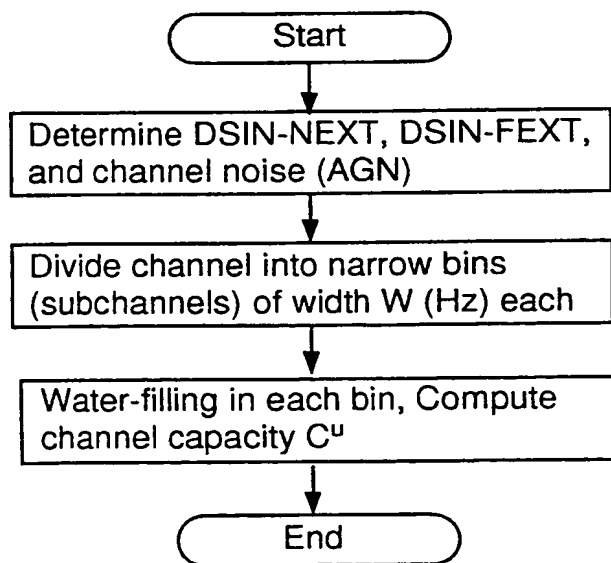 Start
Determine DSIN-NEXT, DSIN-FEXT,
and channel noise (AGN)
Divide channel into narrow bins
(subchannels) of width W (Hz) each
Water-filling in each bin, Compute
channel capacity Cᵘ
End